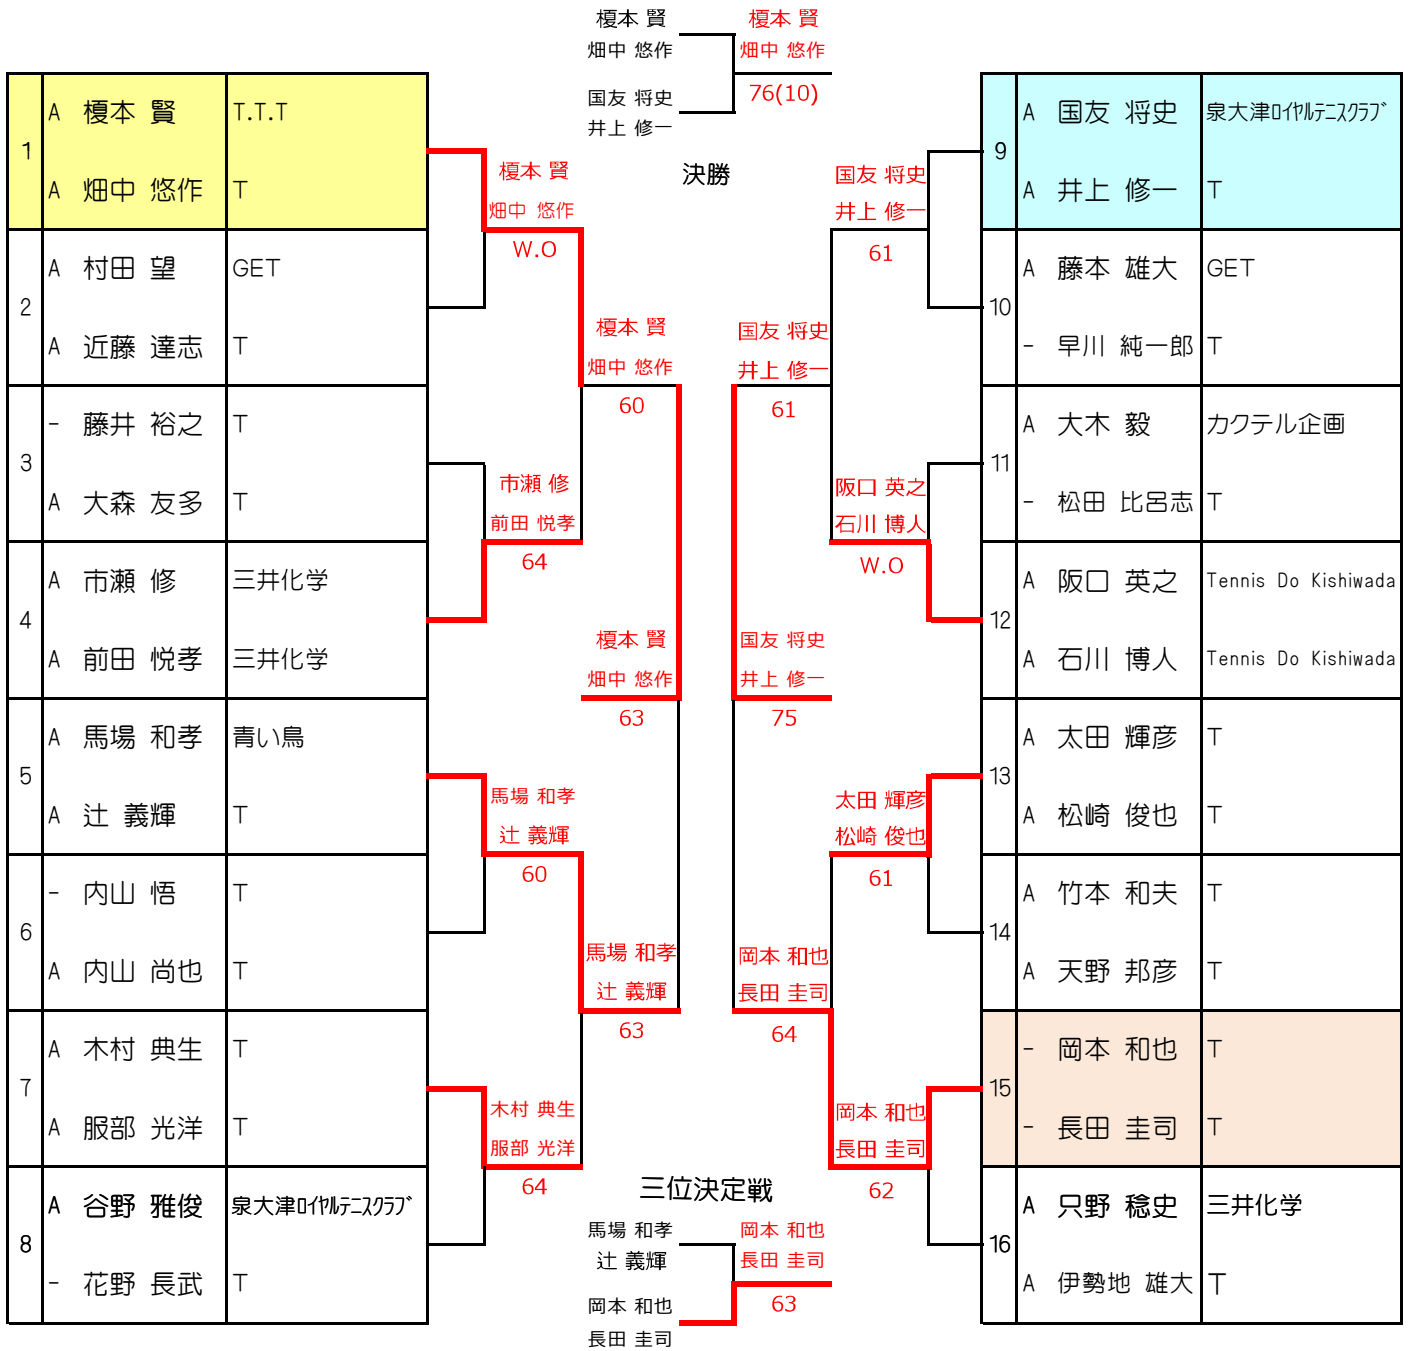 榎本 賢
畑中 悠作
国友 将史
井上 修一
榎本 賢
畑中 悠作
76(10)
決勝
1
A 榎本 賢 T.T.T
A 畑中 悠作 T
2
A 村田 望 GET
A 近藤 達志 T
3
- 藤井 裕之 T
A 大森 友多 T
4
A 市瀬 修 三井化学
A 前田 悦孝 三井化学
5
A 馬場 和孝 青い鳥
A 辻 義輝 T
6
- 内山 悟 T
A 内山 尚也 T
7
A 木村 典生 T
A 服部 光洋 T
8
A 谷野 雅俊 泉大津ﾛｲﾔﾙﾃﾆｽｸﾗﾌﾞ
- 花野 長武 T
榎本 賢
畑中 悠作
W.O
市瀬 修
前田 悦孝
64
馬場 和孝
辻 義輝
60
木村 典生
服部 光洋
64
榎本 賢
畑中 悠作
60
馬場 和孝
辻 義輝
63
榎本 賢
畑中 悠作
63
国友 将史
井上 修一
75
国友 将史
井上 修一
61
岡本 和也
長田 圭司
64
国友 将史
井上 修一
61
阪口 英之
石川 博人
W.O
太田 輝彦
松崎 俊也
61
岡本 和也
長田 圭司
62
9
A 国友 将史 泉大津ﾛｲﾔﾙﾃﾆｽｸﾗﾌﾞ
A 井上 修一 T
10
A 藤本 雄大 GET
- 早川 純一郎 T
11
A 大木 毅 カクテル企画
- 松田 比呂志 T
12
A 阪口 英之 Tennis Do Kishiwada
A 石川 博人 Tennis Do Kishiwada
13
A 太田 輝彦 T
A 松崎 俊也 T
14
A 竹本 和夫 T
A 天野 邦彦 T
15
- 岡本 和也 T
- 長田 圭司 T
16
A 只野 稔史 三井化学
A 伊勢地 雄大 T
三位決定戦
馬場 和孝
辻 義輝
岡本 和也
長田 圭司
岡本 和也
長田 圭司
63